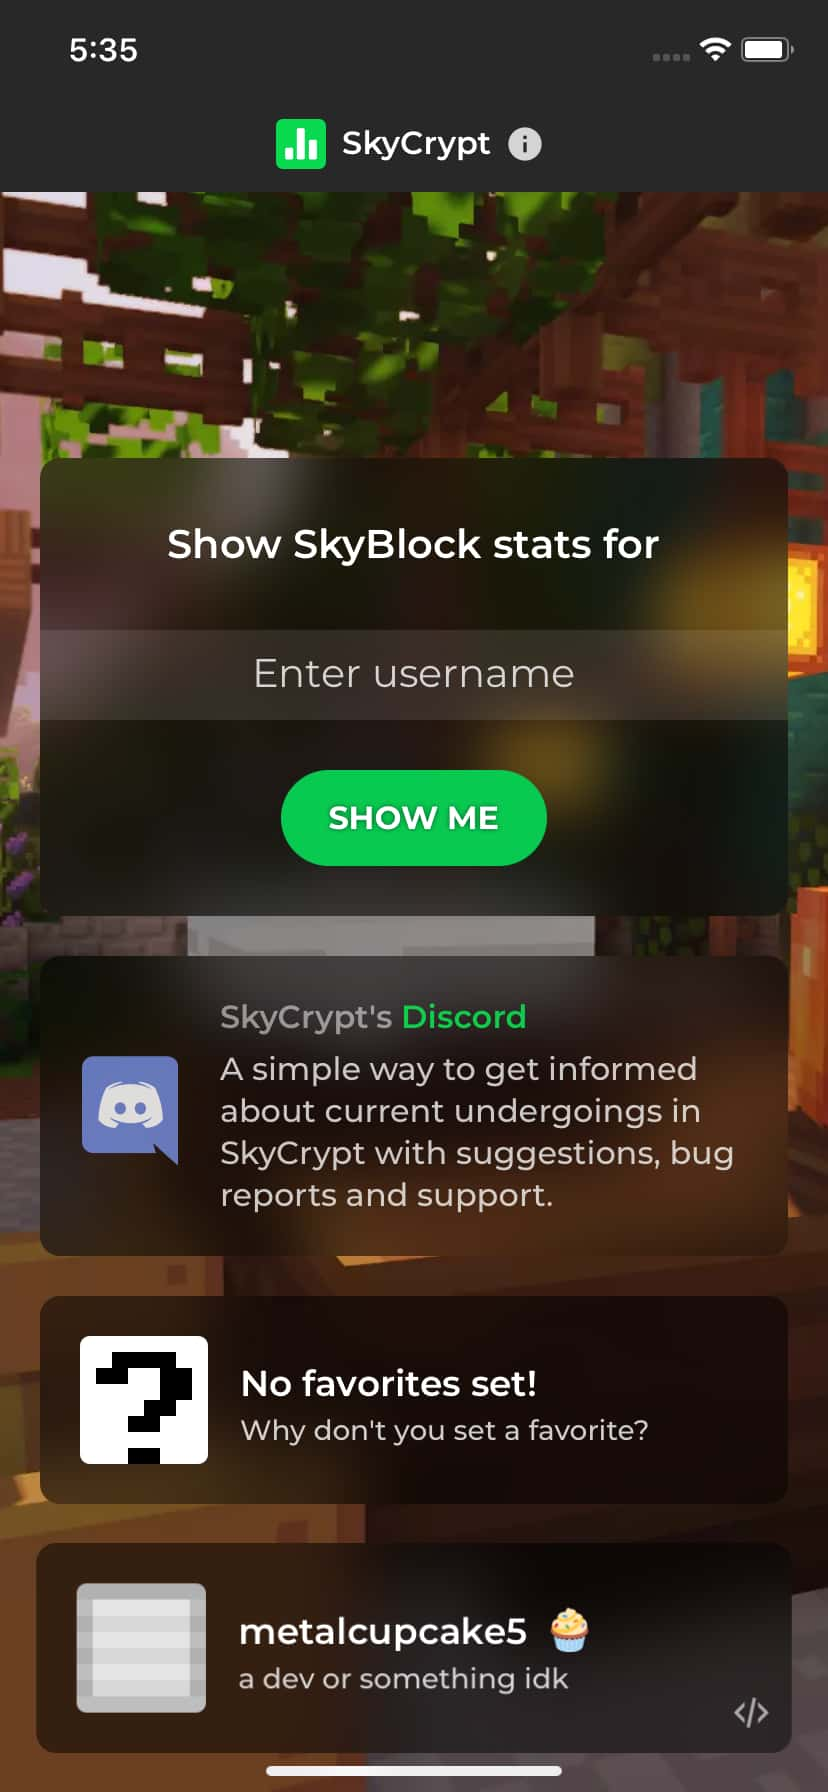 5:35
SkyCrypt
Show SkyBlock stats for
Enter username
SHOW ME
SkyCrypt's Discord
A simple way to get informed
about current undergoings in
SkyCrypt with suggestions, bug
reports and support.
No favorites set!
Why don't you set a favorite?
metalcupcake5 🧁
a dev or something idk